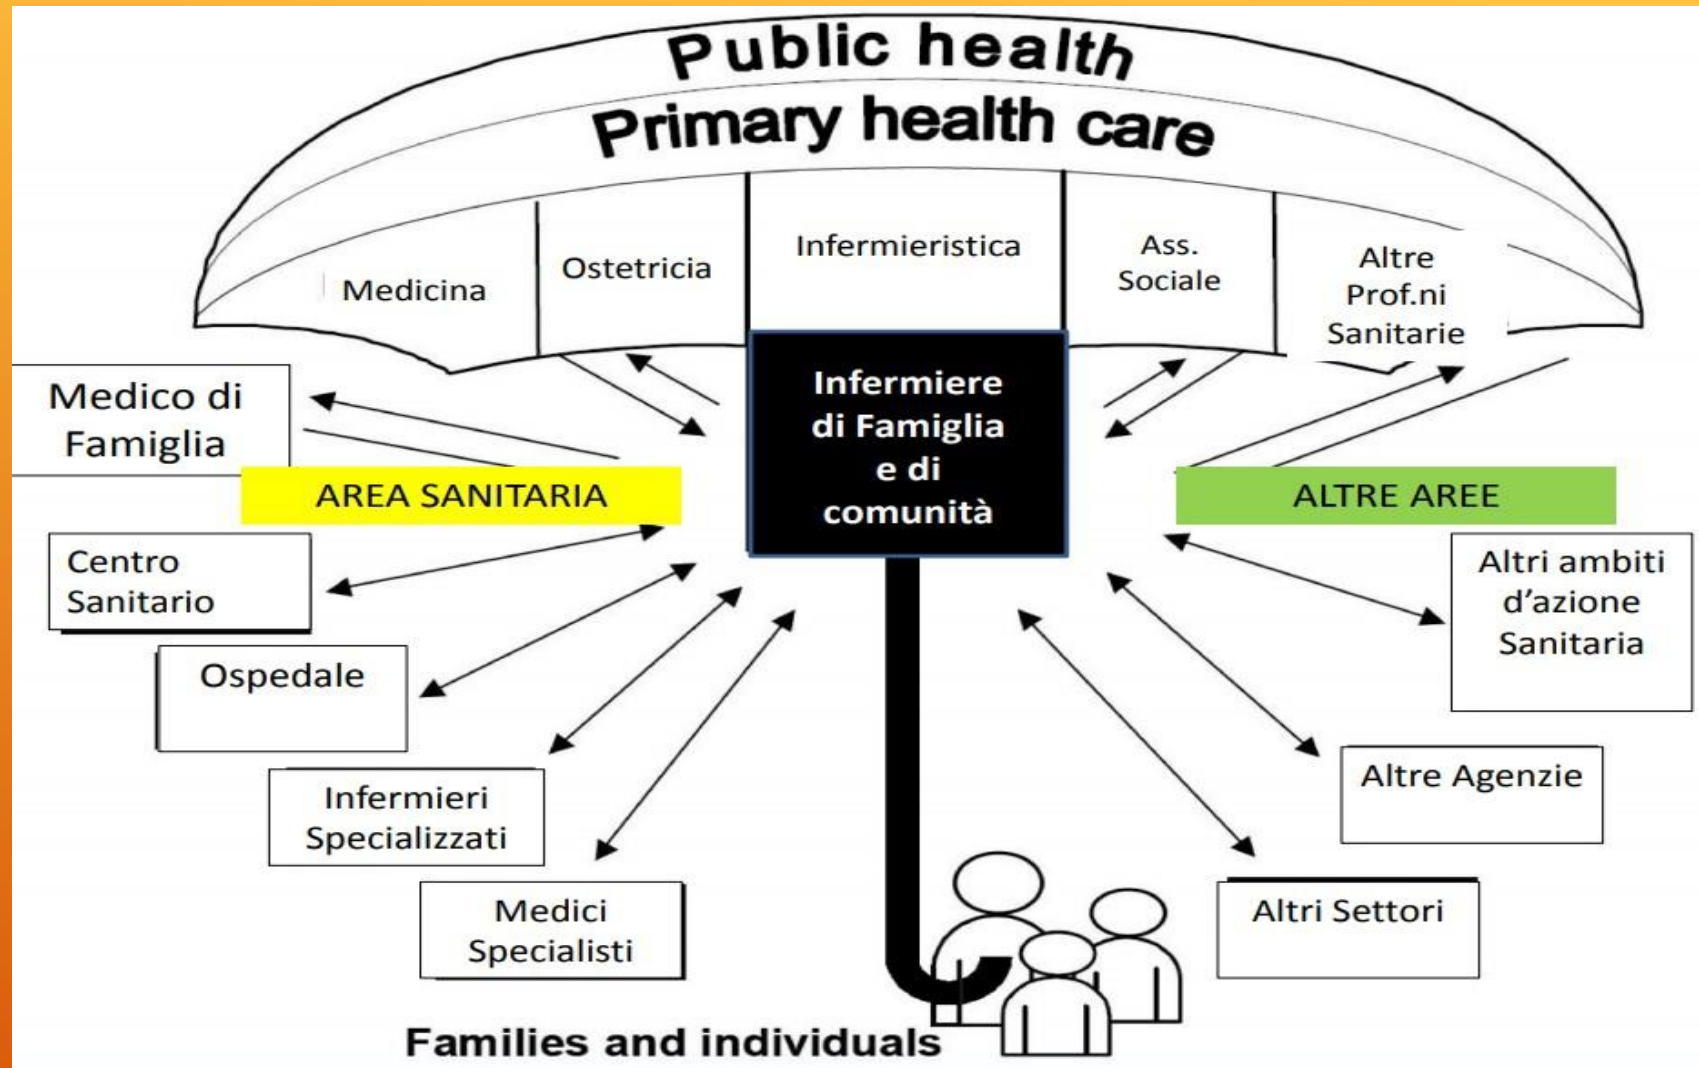 Public health
Primary health care
Medicina
Ostetricia
Infermieristica
Ass.
Sociale
Altre
Prof.ni
Sanitarie
Medico di
Famiglia
Infermiere
di Famiglia
e di
comunità
AREA SANITARIA
ALTRE AREE
Centro
Sanitario
Ospedale
Infermieri
Specializzati
Medici
Specialisti
Altri ambiti
d'azione
Sanitaria
Altre Agenzie
Altri Settori
Families and individuals